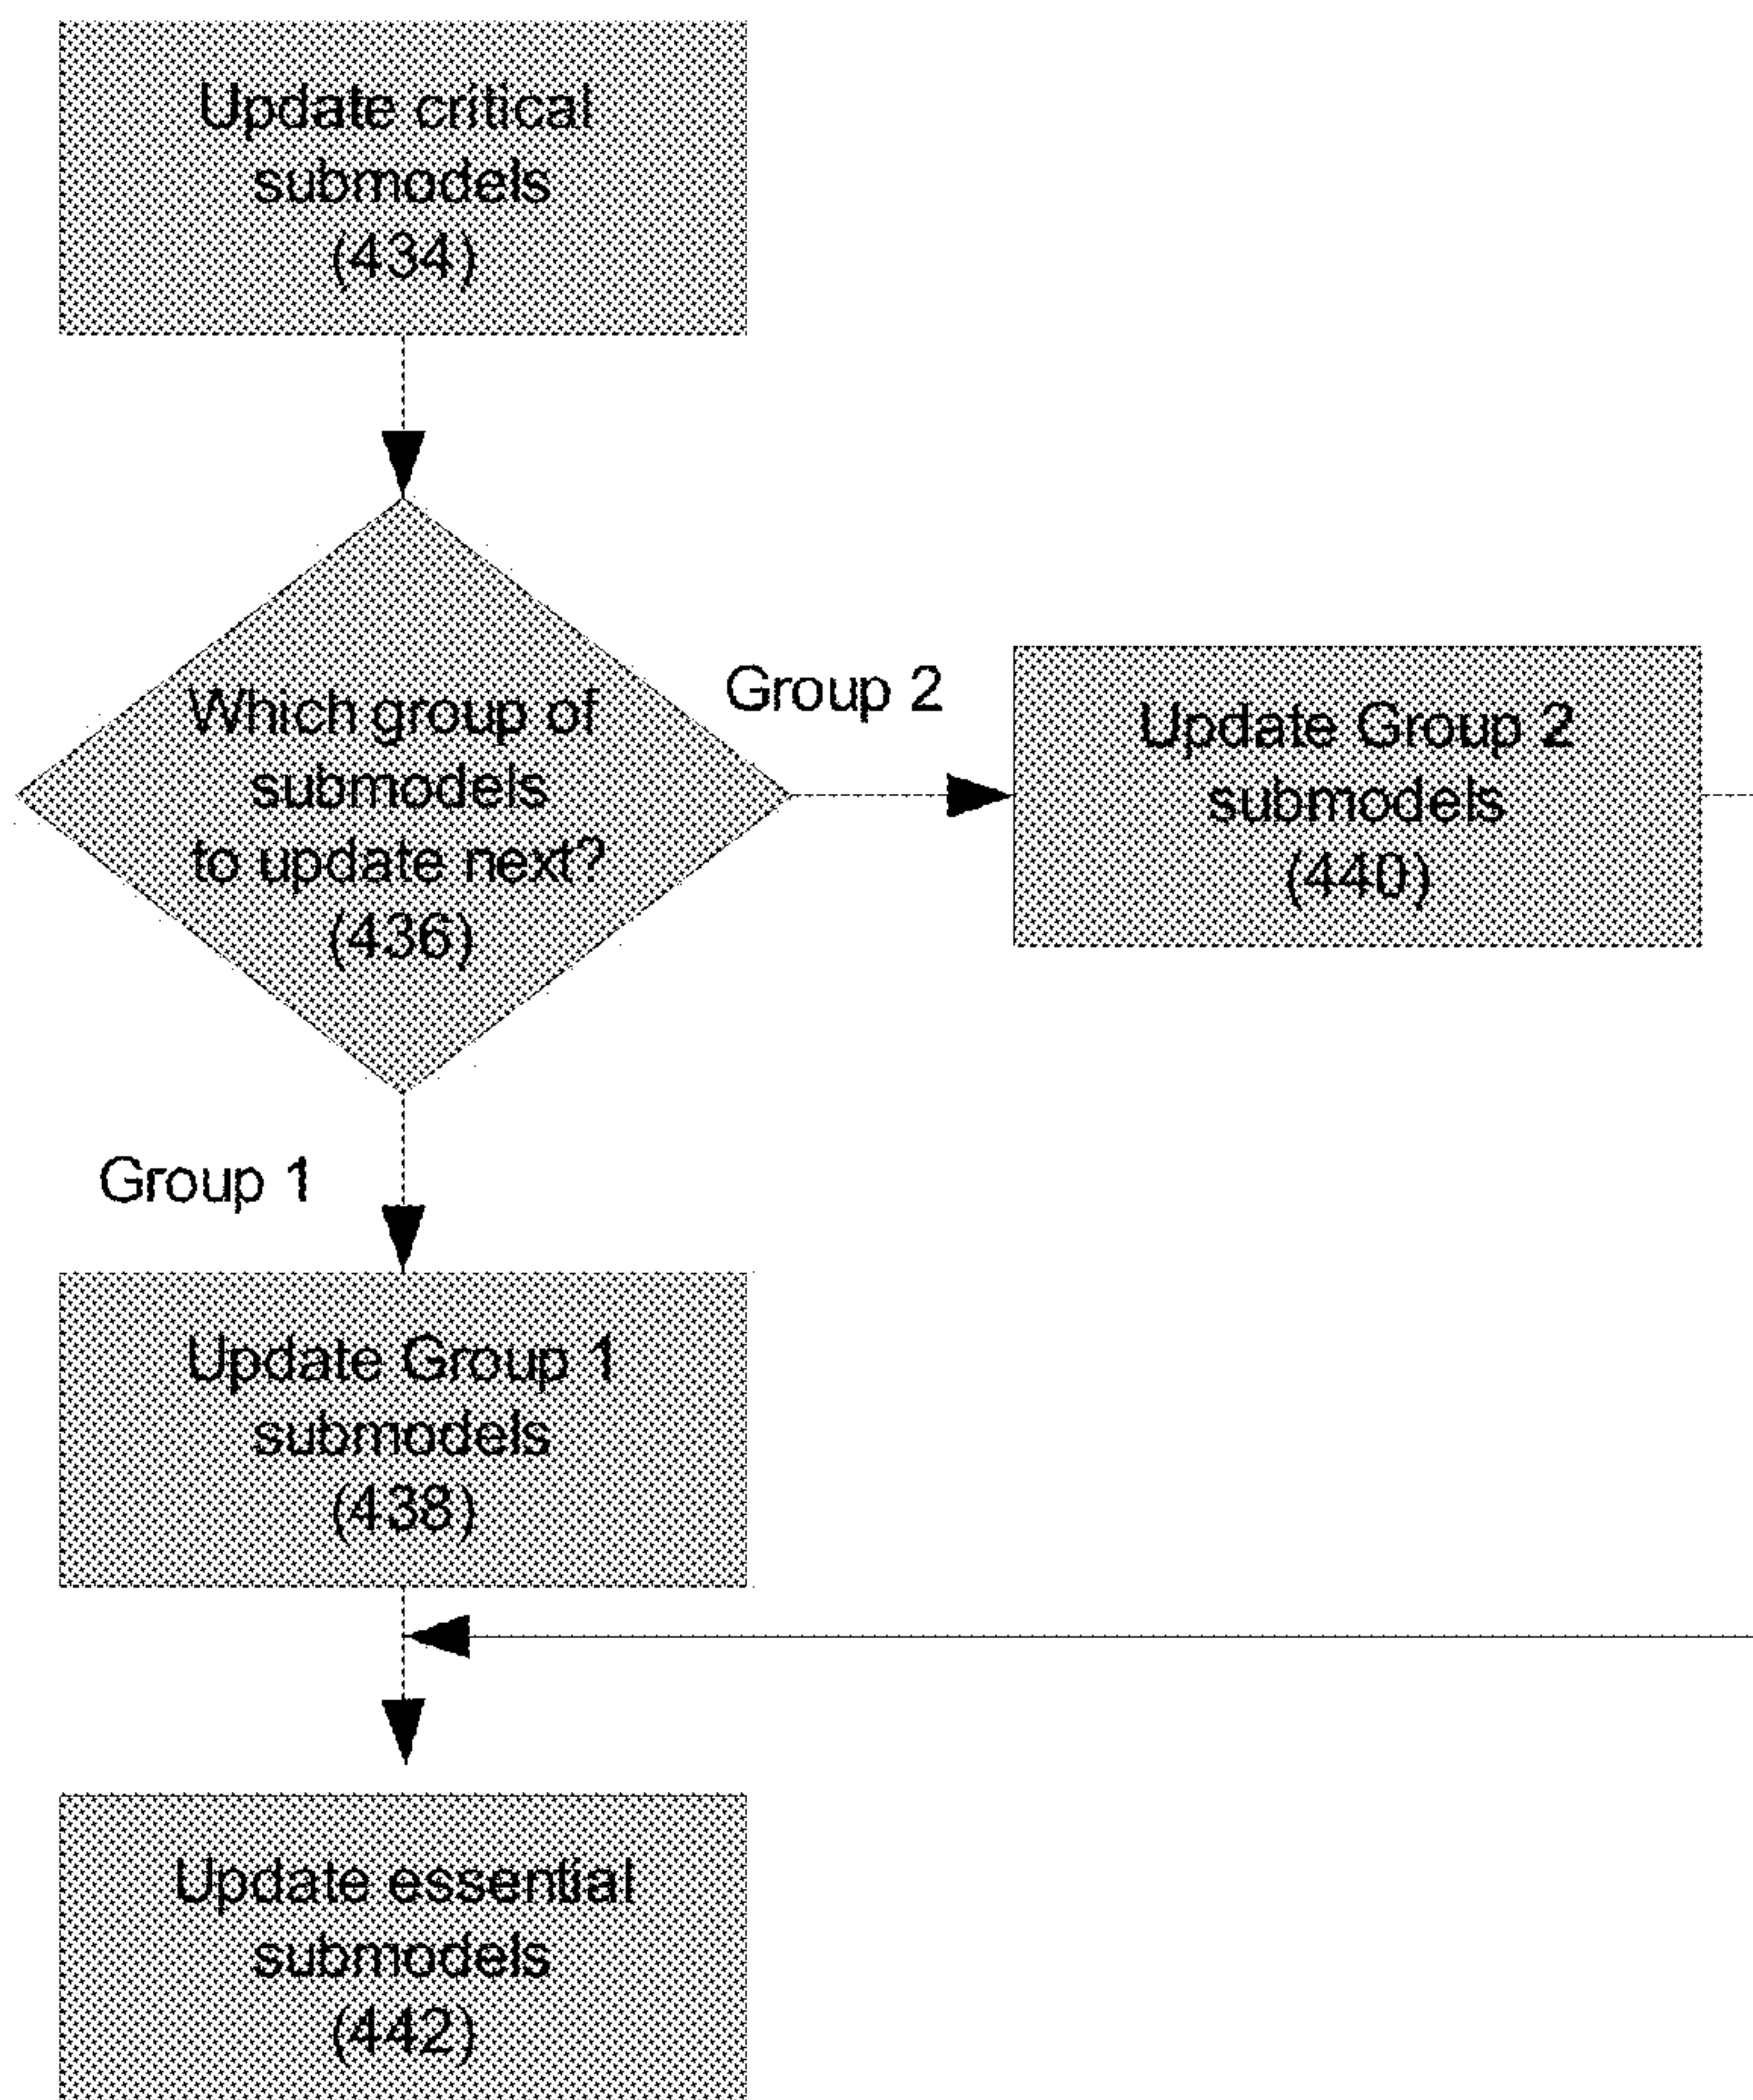 Update critical
submodels
(434)
Which group of
submodels
to update next?
(436)
Group 2
Update Group 2
submodels
(440)
Group 1
Update Group 1
submodels
(438)
Update essential
submodels
(442)